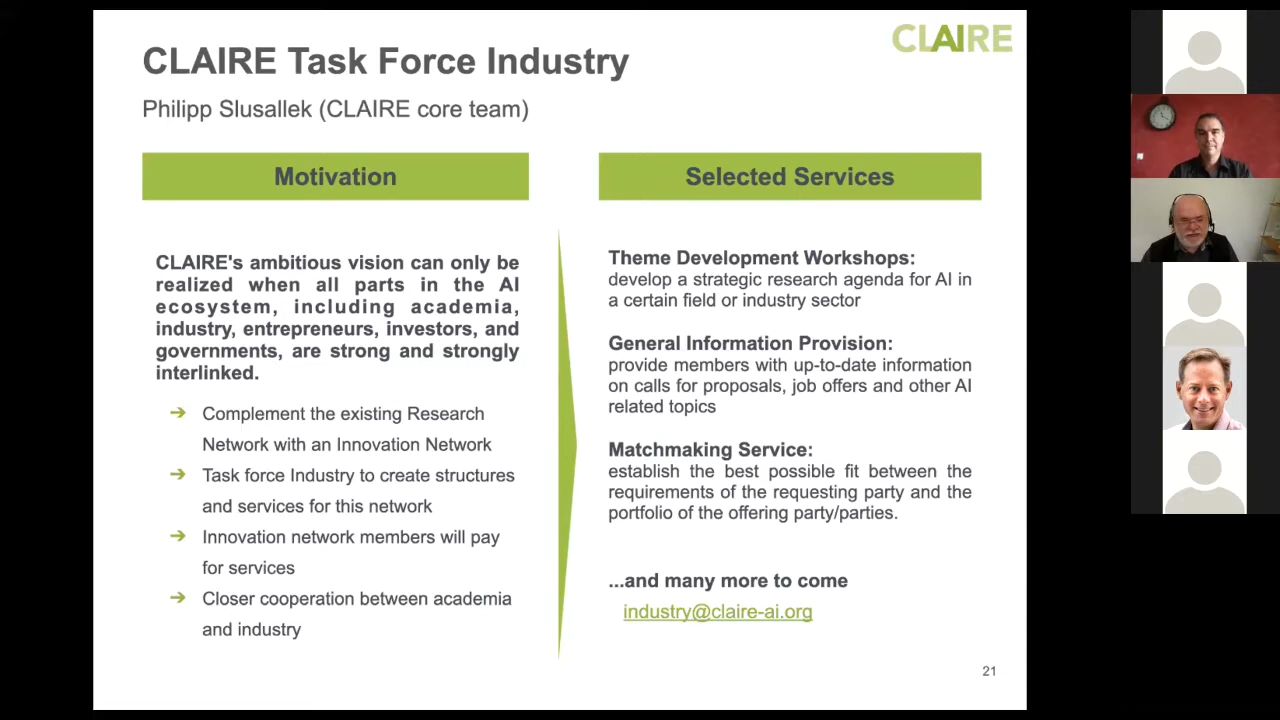 CLAIRE
CLAIRE Task Force Industry
Philipp Slusallek (CLAIRE core team)
Motivation
CLAIRE's ambitious vision can only be
realized when all parts in the AI
ecosystem, including academia,
industry, entrepreneurs, investors, and
governments, are strong and strongly
interlinked.
➔ Complement the existing Research
Network with an Innovation Network
➔ Task force Industry to create structures
and services for this network
➔ Innovation network members will pay
for services
➔ Closer cooperation between academia
and industry
Selected Services
Theme Development Workshops:
develop a strategic research agenda for AI in
a certain field or industry sector
General Information Provision:
provide members with up-to-date information
on calls for proposals, job offers and other AI
related topics
Matchmaking Service:
establish the best possible fit between the
requirements of the requesting party and the
portfolio of the offering party/parties.
...and many more to come
industry@claire-ai.org
21